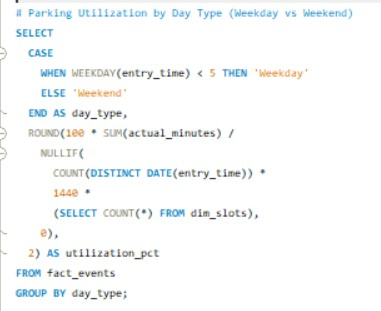 # Parking Utilization by Day Type (Weekday vs Weekend)
SELECT
CASE
WHEN WEEKDAY(entry_time) < 5 THEN 'Weekday'
ELSE 'Weekend'
END AS day_type,
ROUND(100 * SUM(actual_minutes) /
NULLIF(
COUNT(DISTINCT DATE(entry_time)) *
1440 *
(SELECT COUNT(*) FROM dim_slots),
0),
2) AS utilization_pct
FROM fact_events
GROUP BY day_type;